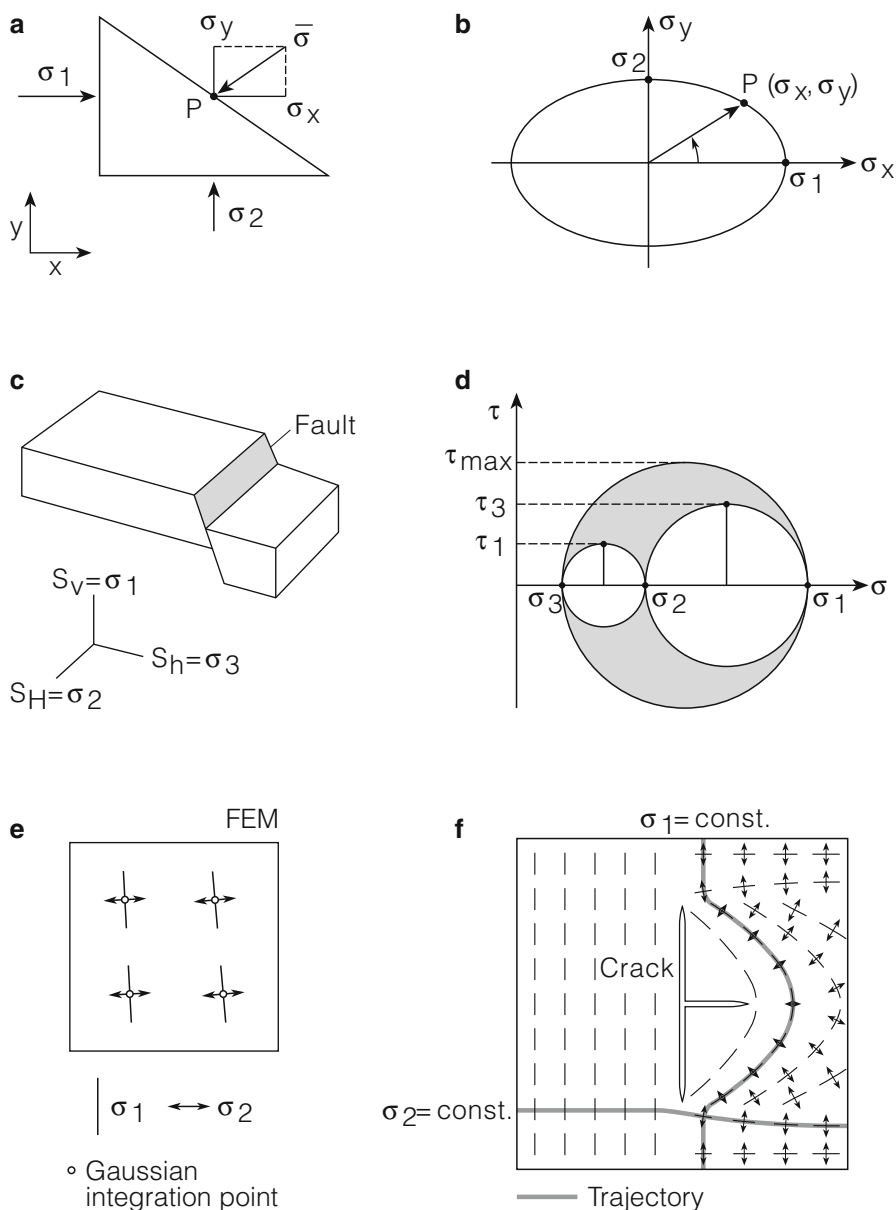 a
σy σ̅
σ1
P
σx
σ2
y
x
b
σy
σ2
P (σx, σy)
σx
σ1
c
Fault
Sv=σ1
Sh=σ3
SH=σ2
d
τ
τmax
τ3
τ1
σ3 σ2 σ1 σ
e
FEM
σ1 σ2
Gaussian
integration point
f
σ1= const.
Crack
σ2= const.
Trajectory